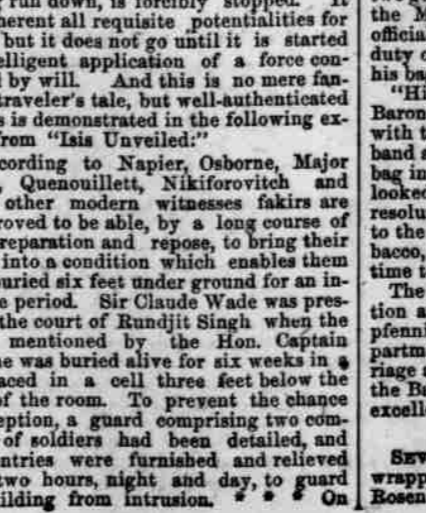 g run down, is forcibly stopped. It
herent all requisite potentialities for
but it does not go until it is started
elligent application of a force con-
d by will. And this is no mere fan-
traveler's tale, but well-authenticated
s is demonstrated in the following ex-
rom "Isis Unveiled:"
cording to Napier, Osborne, Major
, Quenouillett, Nikiforovitch and
other modern witnesses fakirs are
roved to be able, by a long course of
reparation and repose, to bring their
into a condition which enables them
uried six feet under ground for an in-
e period. Sir Claude Wade was pres-
the court of Rundjit Singh when the
mentioned by the Hon. Captain
ne was buried alive for six weeks in a
aced in a cell three feet below the
of the room. To prevent the chance
eption, a guard comprising two com-
of soldiers had been detailed, and
entries were furnished and relieved
two hours, night and day, to guard
ilding from intrusion. * * * On
the M
officia
duty o
his ba
"Hi
Baron
with t
band a
bag in
looked
resolu
to the
bacco,
time t
The
tion a
pfenni
partm
riage a
the Ba
excelle
SEV
wrapp
Rosen